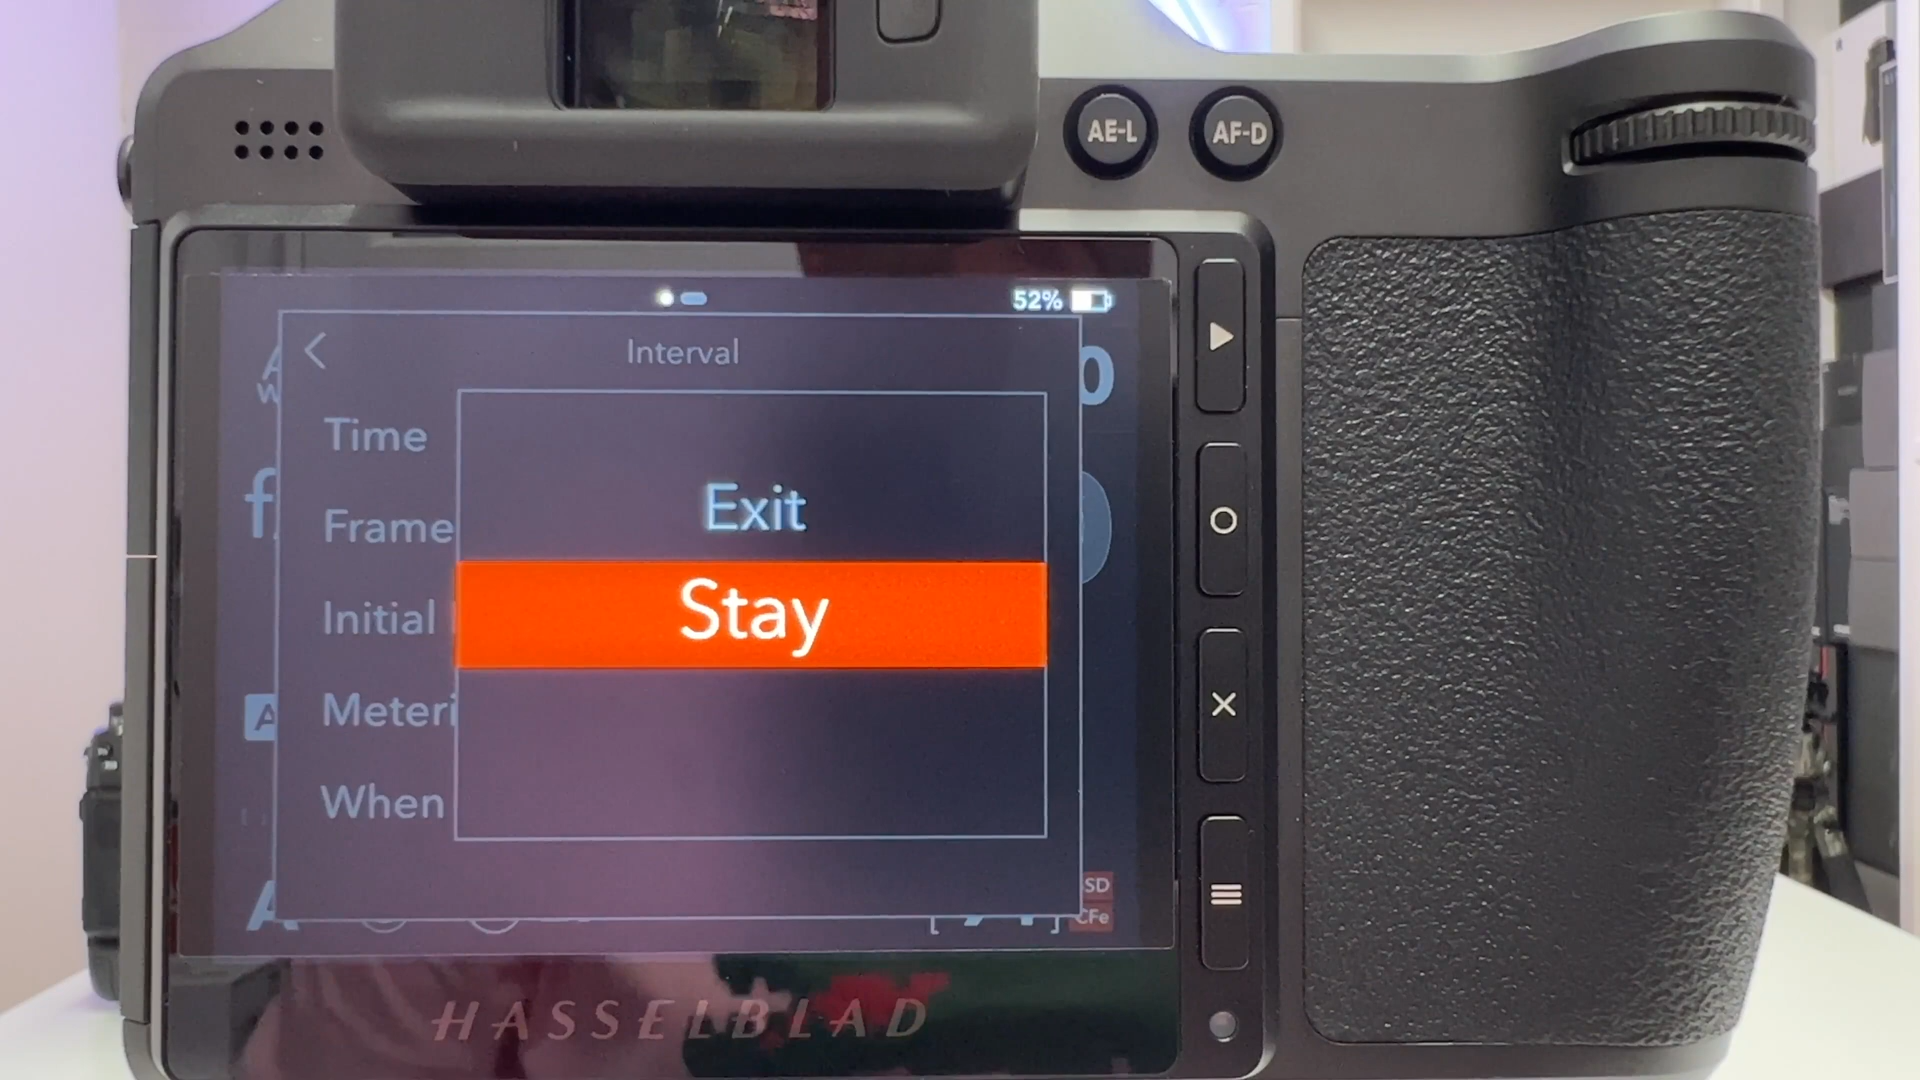 AE-L
AF-D
52%
Interval
Time
Exit
Frame
Stay
Initial
Meteri
When
SD
CFe
HASSELBLAD